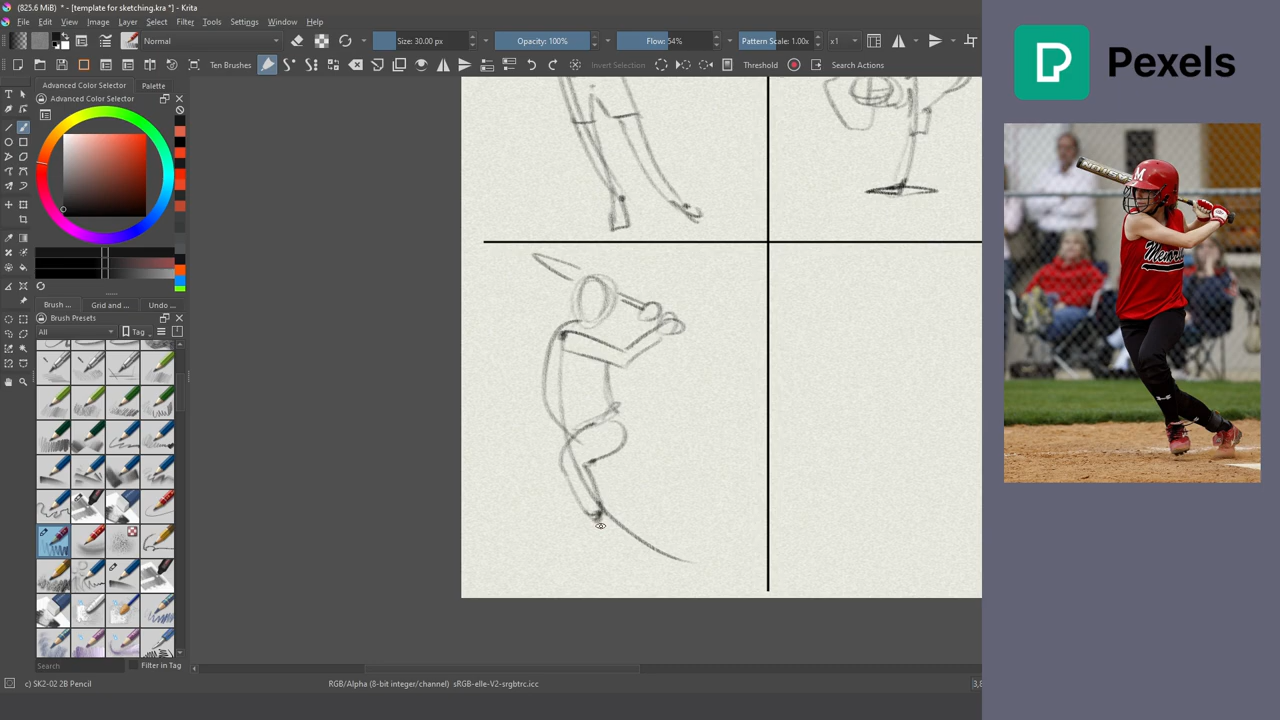 (825.6 MiB) * - [template for sketching.kra *] - Krita
File Edit View Image Layer Select Filter Tools Settings Window Help
Normal
Size: 30.00 px
Opacity: 100%
Flow: 54%
Pattern Scale: 1.00x
x1
Ten Brushes
Invert Selection
Threshold
Search Actions
Advanced Color Selector Palette
Advanced Color Selector
Brush ... Grid and ... Undo ...
Brush Presets
All
Tag
Search
Filter in Tag
c) SK2-02 2B Pencil
RGB/Alpha (8-bit integer/channel) sRGB-elle-V2-srgbtrc.icc
3,8
Pexels
M